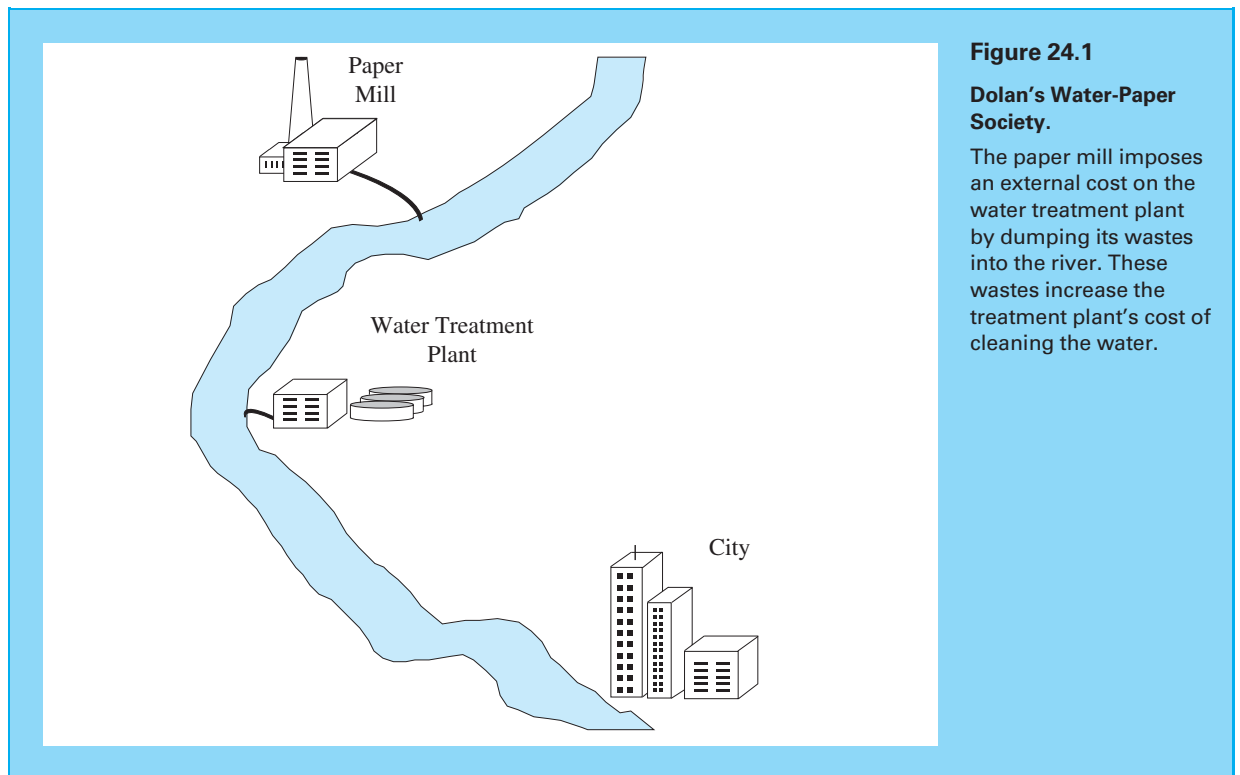 Paper
Mill
Water Treatment
Plant
City
Figure 24.1
Dolan's Water-Paper
Society.
The paper mill imposes
an external cost on the
water treatment plant
by dumping its wastes
into the river. These
wastes increase the
treatment plant's cost of
cleaning the water.